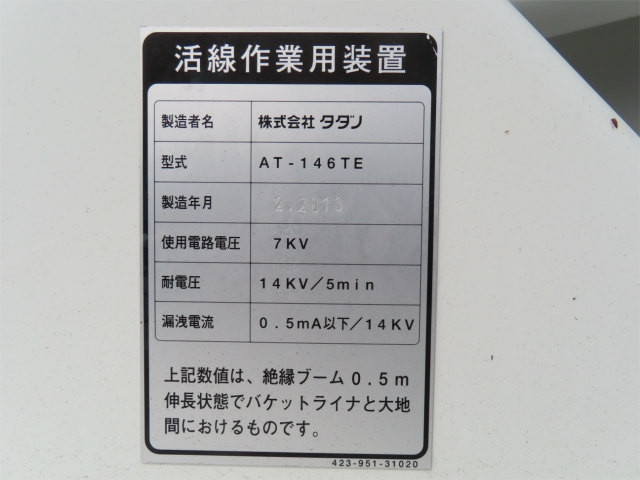 活線作業用装置
製造者名 株式会社 タダノ
型式 AT-146TE
製造年月 2.2013
使用電路電圧 7KV
耐電圧 14KV/5min
漏洩電流 0.5mA以下/14KV
上記数値は、絶縁ブーム0.5m
伸長状態でバケットライナと大地
間におけるものです。
423-951-31020